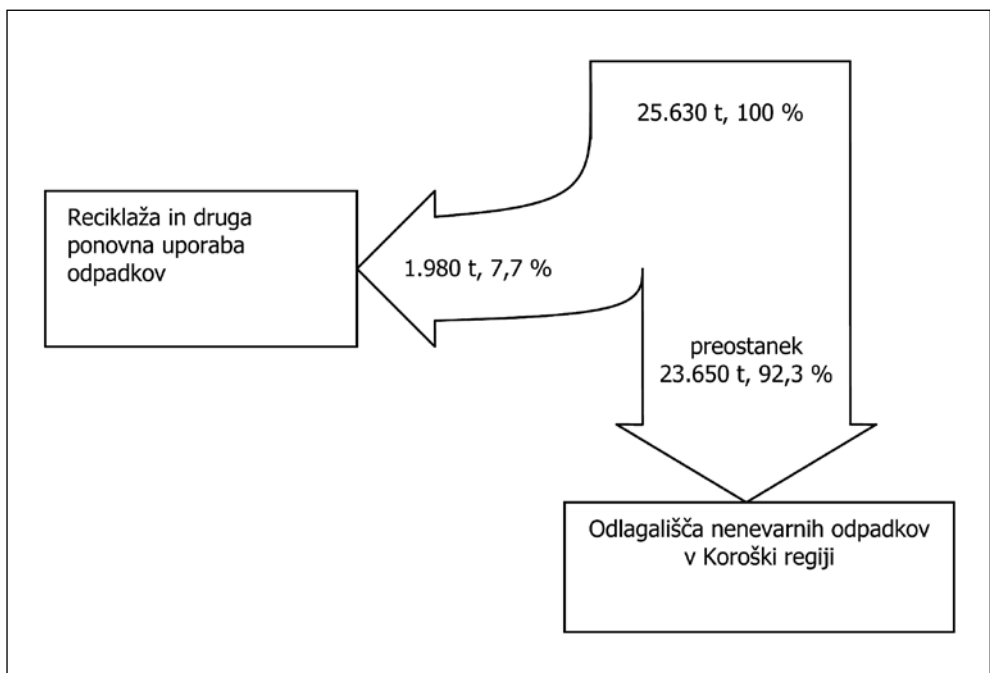 25.630 t, 100 %
Reciklaža in druga
ponovna uporaba
odpadkov
1.980 t, 7,7 %
preostanek
23.650 t, 92,3 %
Odlagališča nenevarnih odpadkov
v Koroški regiji